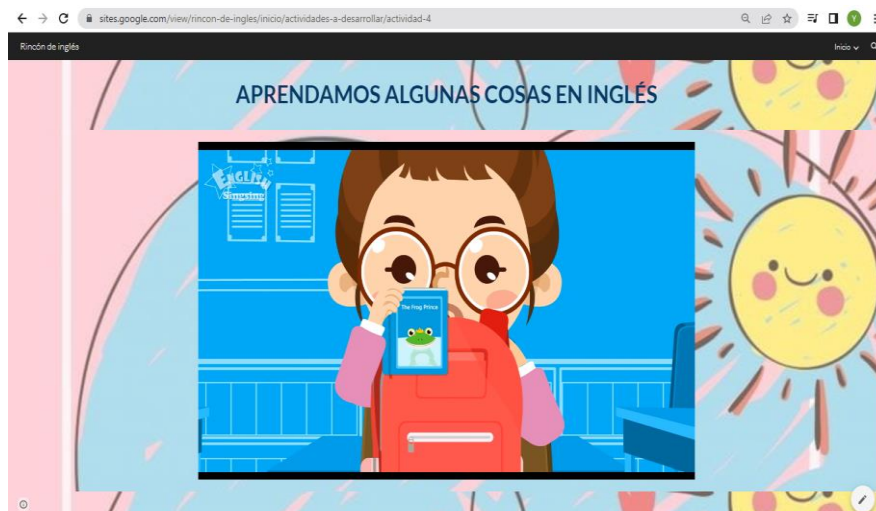 sites.google.com/view/rincon-de-ingles/inicio/actividades-a-desarrollar/actividad-4
Y
Rincón de inglés
Inicio
APRENDAMOS ALGUNAS COSAS EN INGLÉS
ENGLISH
Singsing
The Frog Prince